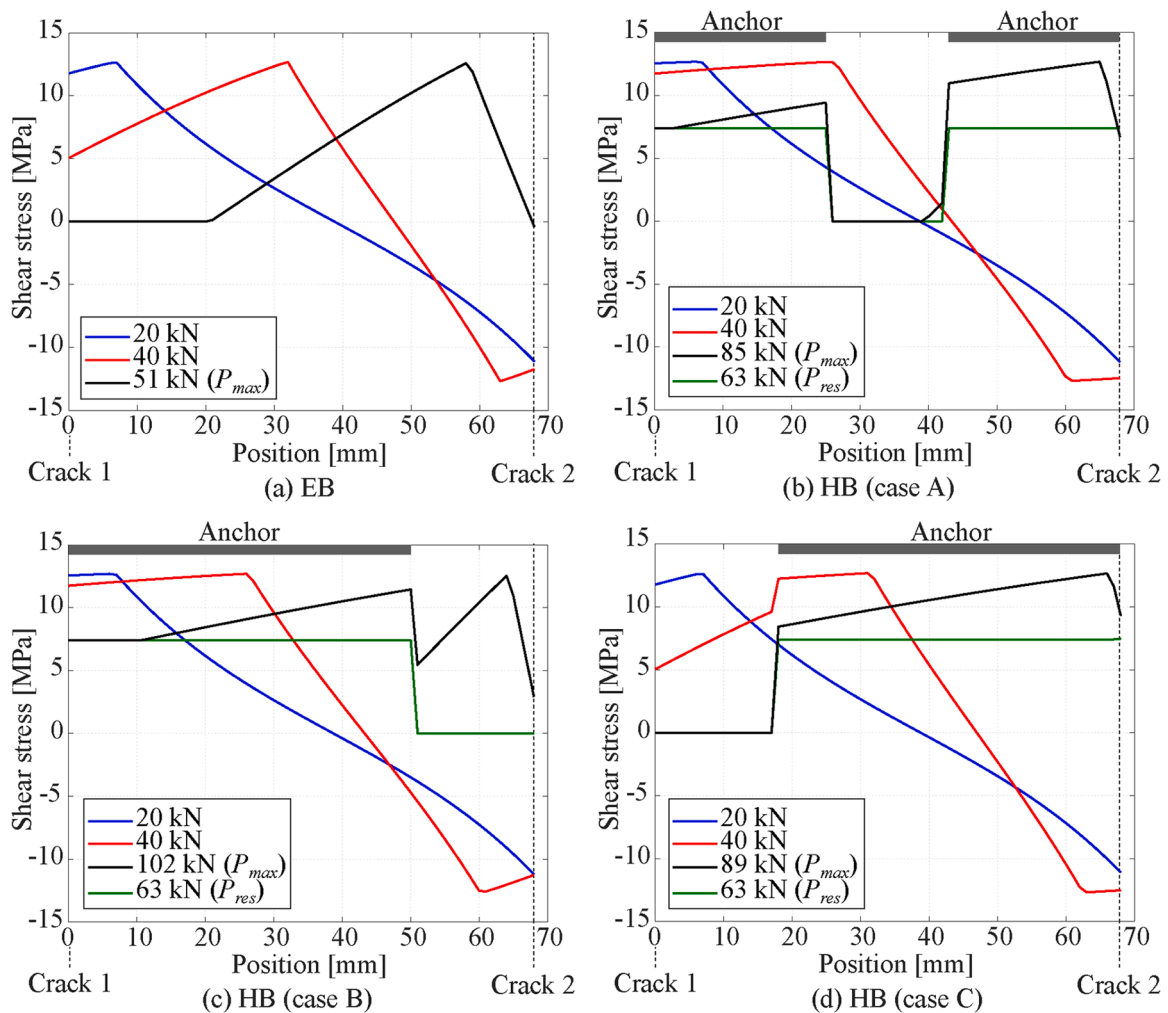 Shear stress [MPa]
15
10
5
0
-5
-10
-15
20 kN
40 kN
51 kN (Pmax)
0 10 20 30 40 50 60 70
Position [mm]
Crack 1 Crack 2
(a) EB
Anchor Anchor
Shear stress [MPa]
15
10
5
0
-5
-10
-15
20 kN
40 kN
85 kN (Pmax)
63 kN (Pres)
0 10 20 30 40 50 60 70
Position [mm]
Crack 1 Crack 2
(b) HB (case A)
Anchor
Shear stress [MPa]
15
10
5
0
-5
-10
-15
20 kN
40 kN
102 kN (Pmax)
63 kN (Pres)
0 10 20 30 40 50 60 70
Position [mm]
Crack 1 Crack 2
(c) HB (case B)
Anchor
Shear stress [MPa]
15
10
5
0
-5
-10
-15
20 kN
40 kN
89 kN (Pmax)
63 kN (Pres)
0 10 20 30 40 50 60 70
Position [mm]
Crack 1 Crack 2
(d) HB (case C)